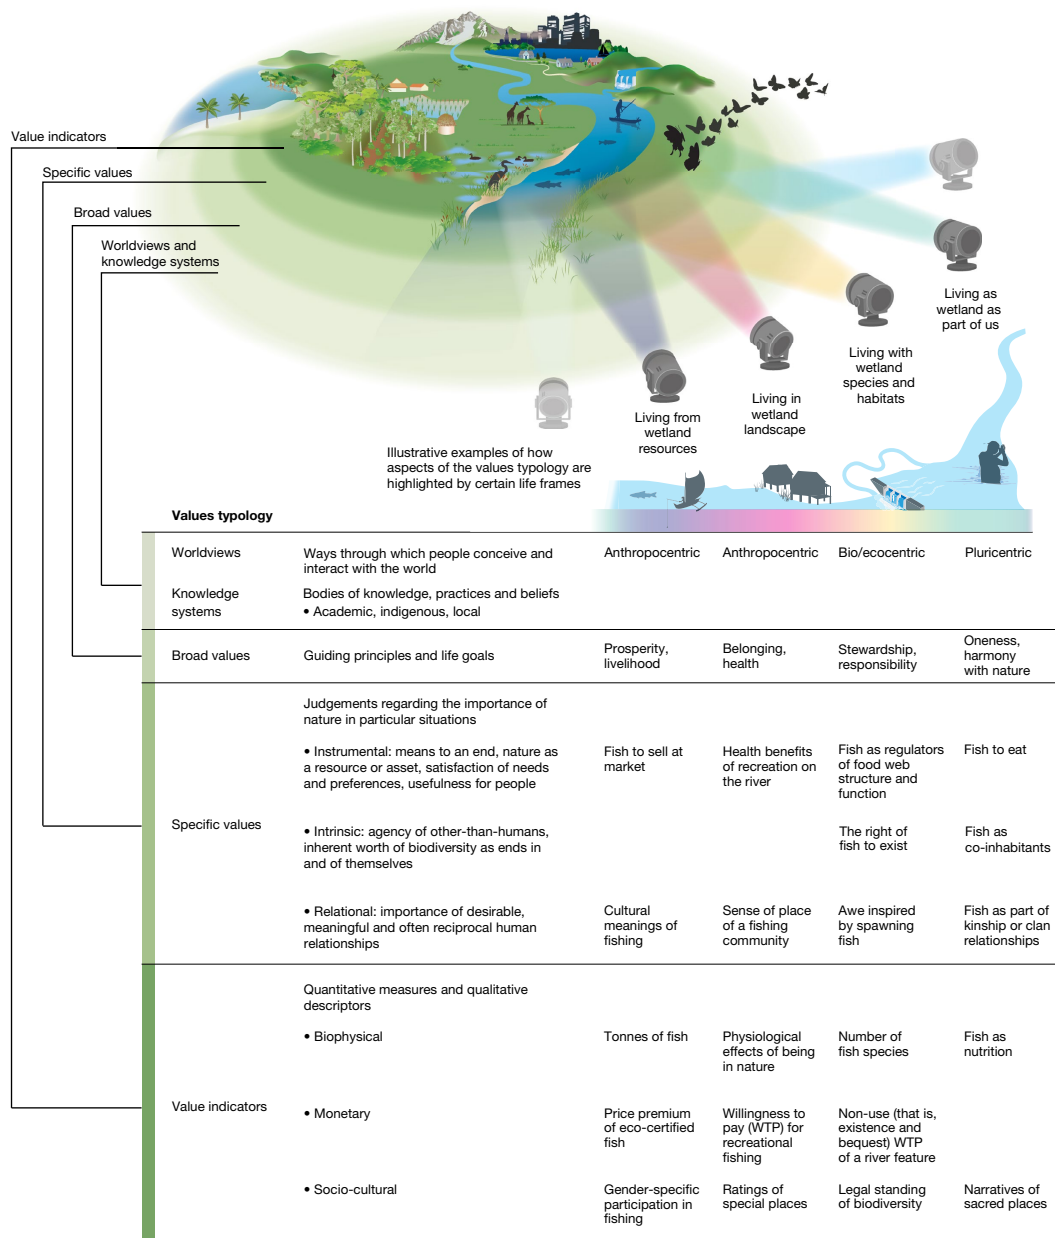 Value indicators
Specific values
Broad values
Worldviews and
knowledge systems
Living as
wetland as
part of us
Living with
wetland
species and
habitats
Living in
wetland
landscape
Living from
wetland
resources
Illustrative examples of how
aspects of the values typology are
highlighted by certain life frames
Values typology
Worldviews
Ways through which people conceive and
interact with the world
Anthropocentric
Anthropocentric
Bio/ecocentric
Pluricentric
Knowledge
systems
Bodies of knowledge, practices and beliefs
• Academic, indigenous, local
Broad values
Guiding principles and life goals
Prosperity,
livelihood
Belonging,
health
Stewardship,
responsibility
Oneness,
harmony
with nature
Specific values
Judgements regarding the importance of
nature in particular situations
• Instrumental: means to an end, nature as
a resource or asset, satisfaction of needs
and preferences, usefulness for people
Fish to sell at
market
Health benefits
of recreation on
the river
Fish as regulators
of food web
structure and
function
Fish to eat
• Intrinsic: agency of other-than-humans,
inherent worth of biodiversity as ends in
and of themselves
The right of
fish to exist
Fish as
co-inhabitants
• Relational: importance of desirable,
meaningful and often reciprocal human
relationships
Cultural
meanings of
fishing
Sense of place
of a fishing
community
Awe inspired
by spawning
fish
Fish as part of
kinship or clan
relationships
Value indicators
Quantitative measures and qualitative
descriptors
• Biophysical
Tonnes of fish
Physiological
effects of being
in nature
Number of
fish species
Fish as
nutrition
• Monetary
Price premium
of eco-certified
fish
Willingness to
pay (WTP) for
recreational
fishing
Non-use (that is,
existence and
bequest) WTP
of a river feature
• Socio-cultural
Gender-specific
participation in
fishing
Ratings of
special places
Legal standing
of biodiversity
Narratives of
sacred places